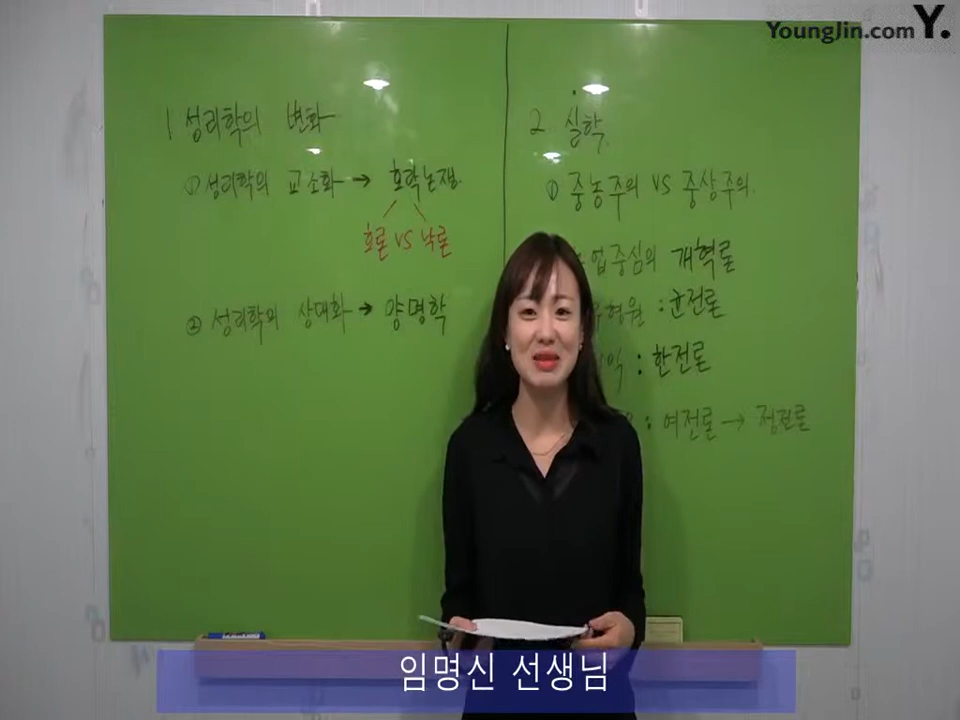 YoungJin.com Y.
1 성리학의 변화
① 성리학의 교조화 → 호락논쟁.
호론 vs 낙론
② 성리학의 상대화 → 양명학
2. 실학.
① 중농주의 vs 중상주의.
업중심의 개혁론
형원 : 균전론
익 : 한전론
: 여전론 → 정전론
임명신 선생님